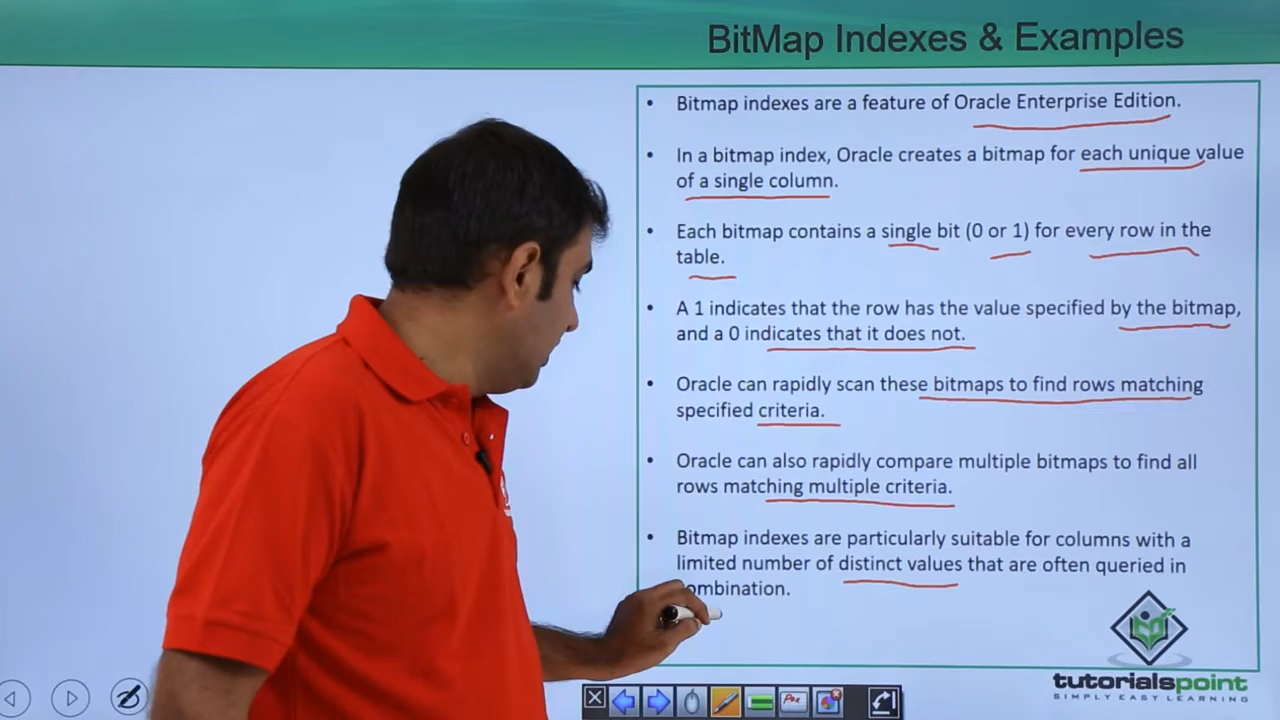 BitMap Indexes & Examples
• Bitmap indexes are a feature of Oracle Enterprise Edition.
• In a bitmap index, Oracle creates a bitmap for each unique value
of a single column.
• Each bitmap contains a single bit (0 or 1) for every row in the
table.
• A 1 indicates that the row has the value specified by the bitmap,
and a 0 indicates that it does not.
• Oracle can rapidly scan these bitmaps to find rows matching
specified criteria.
• Oracle can also rapidly compare multiple bitmaps to find all
rows matching multiple criteria.
• Bitmap indexes are particularly suitable for columns with a
limited number of distinct values that are often queried in
ombination.
tutorialspoint
SIMPLY EASY LEARNING